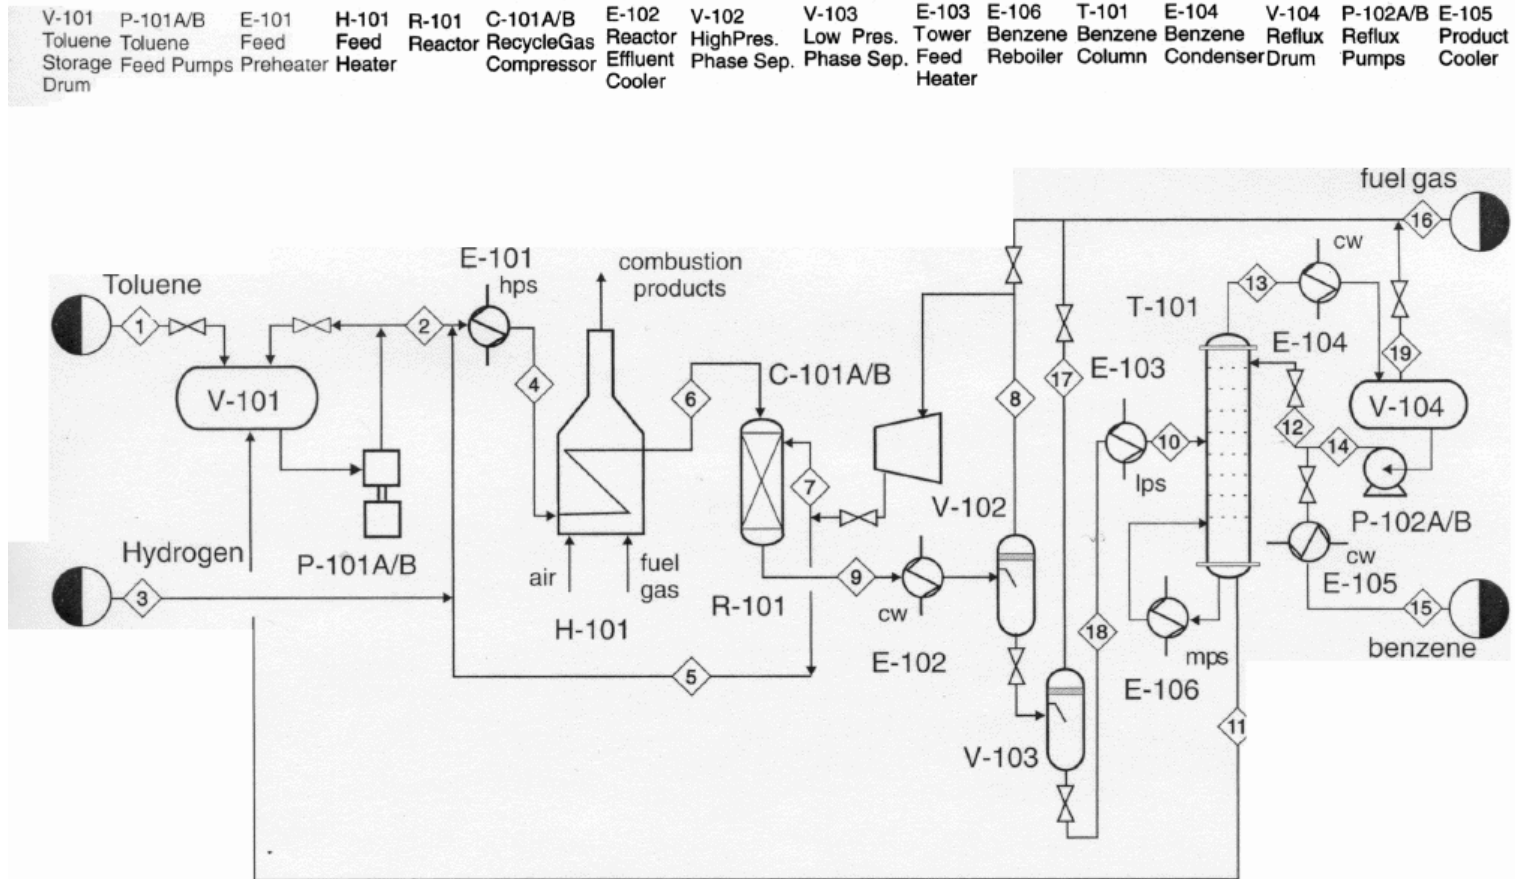 V-101 P-101A/B E-101 H-101 R-101 C-101A/B E-102 V-102 V-103 E-103 E-106 T-101 E-104 V-104 P-102A/B E-105
Toluene Toluene Feed Feed Reactor RecycleGas Reactor HighPres. Low Pres. Tower Benzene Benzene Benzene Reflux Reflux Product
Storage Feed Pumps Preheater Heater Compressor Effluent Phase Sep. Phase Sep. Feed Reboiler Column Condenser Drum Pumps Cooler
Drum Cooler Heater
fuel gas
16
E-101
hps
combustion
products
cw
13
Toluene
T-101
1
2
E-104
19
4
6
C-101A/B
8
17
E-103
V-101
V-104
12
14
10
7
lps
V-102
P-102A/B
Hydrogen
P-101A/B
air
fuel
gas
9
cw
cw
E-105
3
R-101
15
H-101
18
benzene
E-102
mps
5
E-106
11
V-103